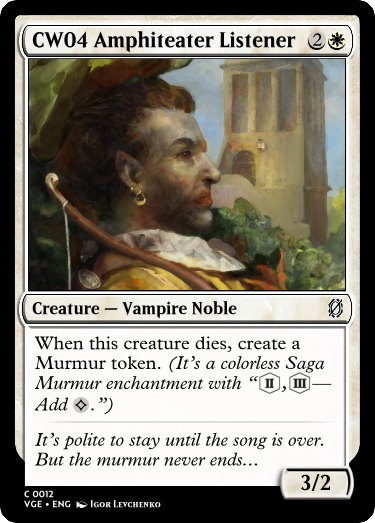 CW04 Amphiteater Listener 2
Creature — Vampire Noble
When this creature dies, create a
Murmur token. (It's a colorless Saga
Murmur enchantment with “II, III—
Add .”)
It's polite to stay until the song is over.
But the murmur never ends…
3/2
C 0012
VGE • ENG Igor Levchenko